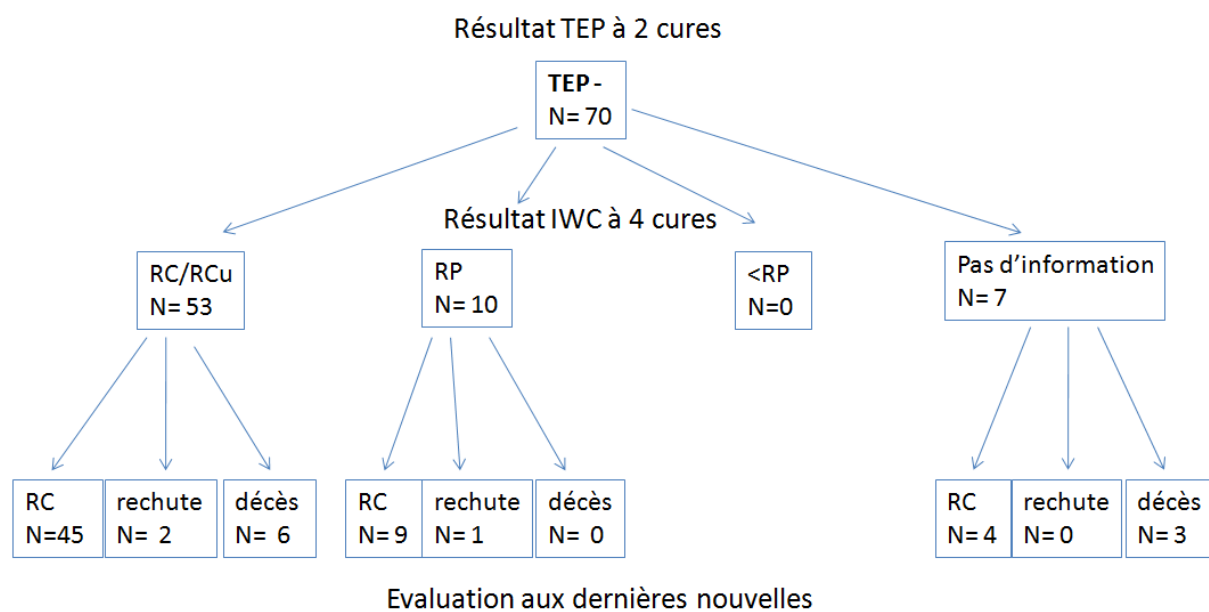 Résultat TEP à 2 cures
TEP -
N= 70
Résultat IWC à 4 cures
RC/RCu
N= 53
RP
N= 10
<RP
N=0
Pas d'information
N= 7
RC
N=45
rechute
N= 2
décès
N= 6
RC
N= 9
rechute
N= 1
décès
N= 0
RC
N= 4
rechute
N= 0
décès
N= 3
Evaluation aux dernières nouvelles